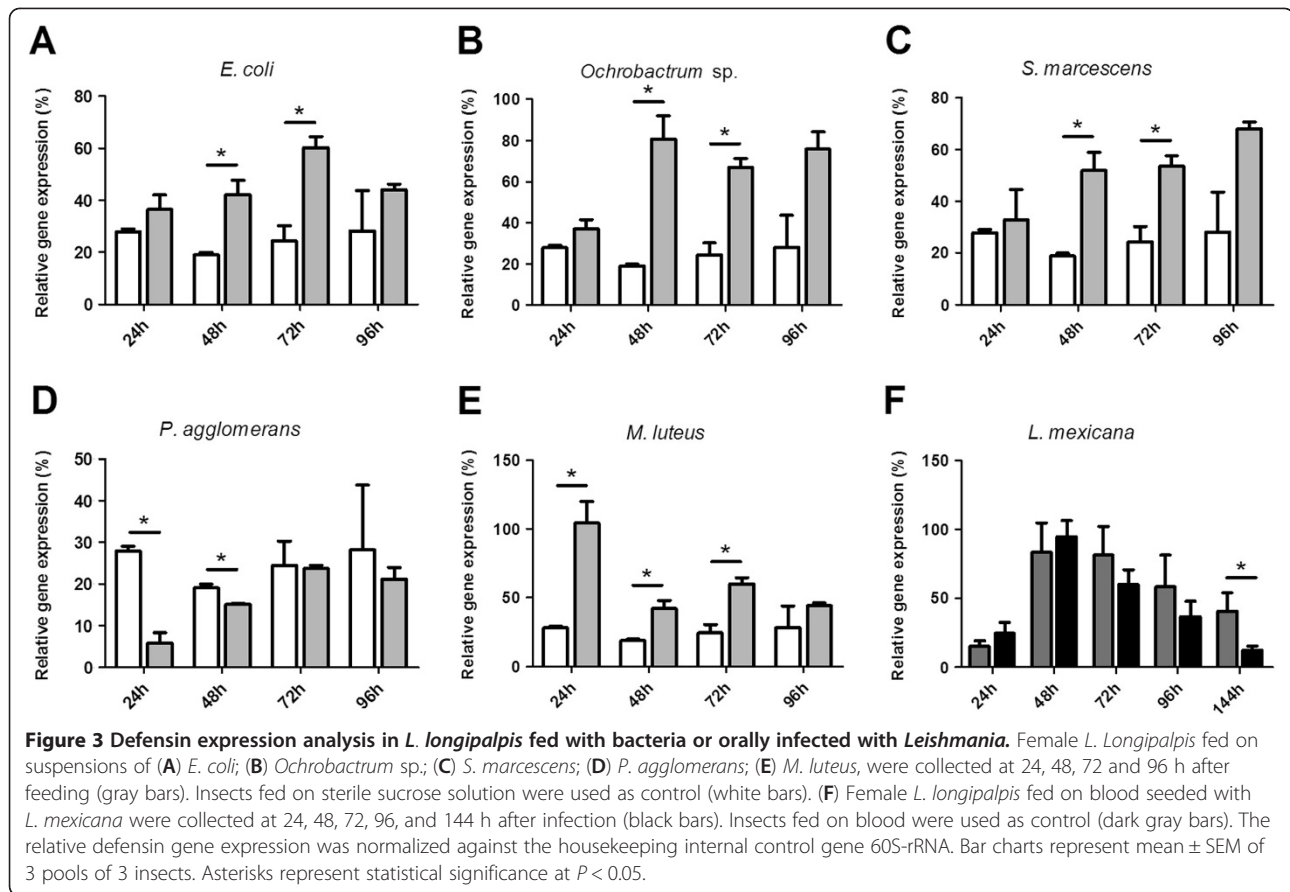 A
E. coli
Relative gene expression (%)
80
60
40
20
0
24h
48h
72h
96h
*
*
B
Ochrobactrum sp.
Relative gene expression (%)
100
80
60
40
20
0
24h
48h
72h
96h
*
*
C
S. marcescens
Relative gene expression (%)
80
60
40
20
0
24h
48h
72h
96h
*
*
D
P. agglomerans
Relative gene expression (%)
50
40
30
20
10
0
24h
48h
72h
96h
*
*
E
M. luteus
Relative gene expression (%)
150
100
50
0
24h
48h
72h
96h
*
*
*
F
L. mexicana
Relative gene expression (%)
150
100
50
0
24h
48h
72h
96h
144h
*
Figure 3 Defensin expression analysis in L. longipalpis fed with bacteria or orally infected with Leishmania. Female L. Longipalpis fed on
suspensions of (A) E. coli; (B) Ochrobactrum sp.; (C) S. marcescens; (D) P. agglomerans; (E) M. luteus, were collected at 24, 48, 72 and 96 h after
feeding (gray bars). Insects fed on sterile sucrose solution were used as control (white bars). (F) Female L. longipalpis fed on blood seeded with
L. mexicana were collected at 24, 48, 72, 96, and 144 h after infection (black bars). Insects fed on blood were used as control (dark gray bars). The
relative defensin gene expression was normalized against the housekeeping internal control gene 60S-rRNA. Bar charts represent mean ± SEM of
3 pools of 3 insects. Asterisks represent statistical significance at P < 0.05.